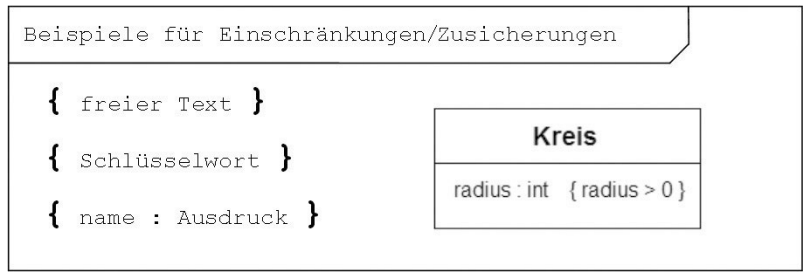 Beispiele für Einschränkungen/Zusicherungen
{ freier Text }
{ Schlüsselwort }
{ name : Ausdruck }
Kreis
radius : int { radius > 0 }